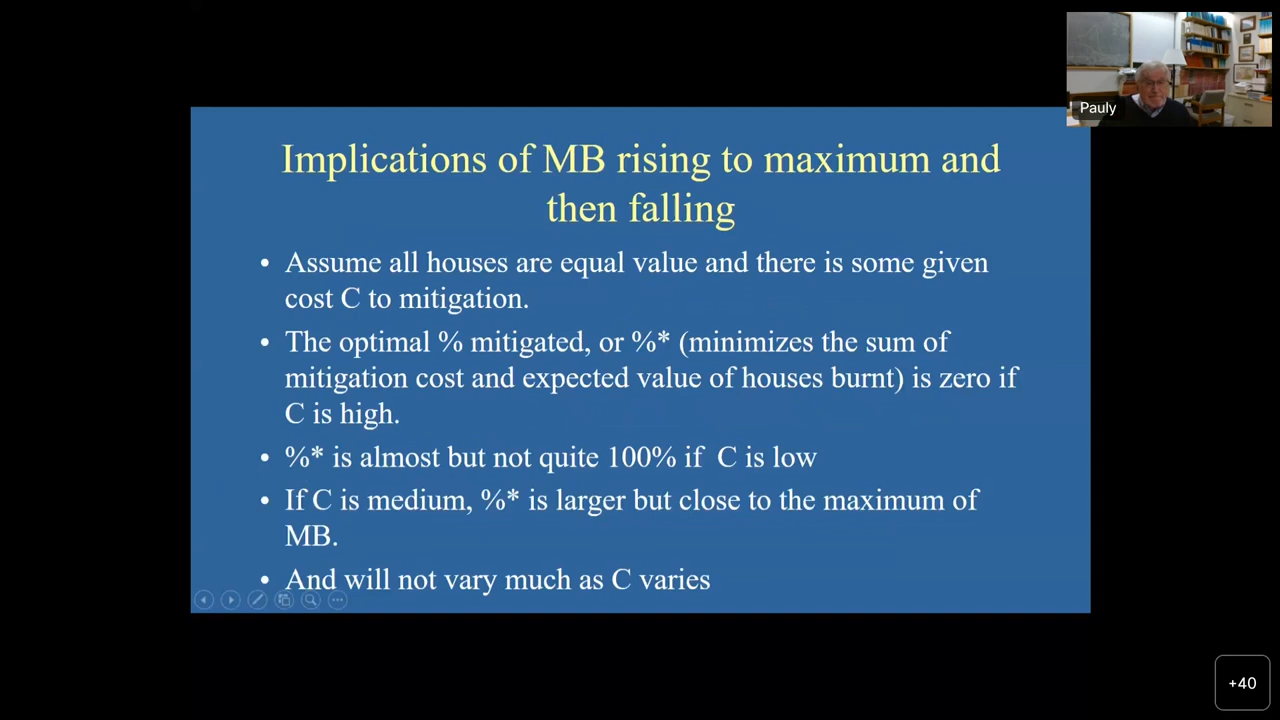 Pauly
Implications of MB rising to maximum and
then falling
• Assume all houses are equal value and there is some given
cost C to mitigation.
• The optimal % mitigated, or %* (minimizes the sum of
mitigation cost and expected value of houses burnt) is zero if
C is high.
• %* is almost but not quite 100% if C is low
• If C is medium, %* is larger but close to the maximum of
MB.
• And will not vary much as C varies
+40